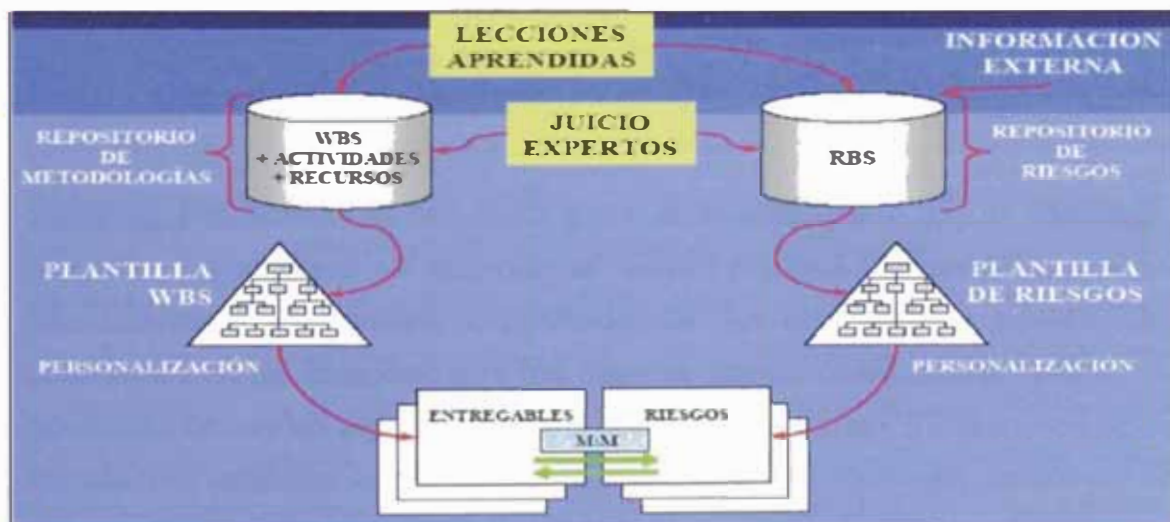 LECCIONES
APRENDIDAS
INFORMACION
EXTERNA
REPOSITORIO
DE
METODOLOGÍAS
WBS
+ ACTIVIDADES
+ RECURSOS
JUICIO
EXPERTOS
RBS
REPOSITORIO
DE
RIESGOS
PLANTILLA
WBS
PLANTILLA
DE RIESGOS
PERSONALIZACIÓN
PERSONALIZACIÓN
ENTREGABLES
RIESGOS